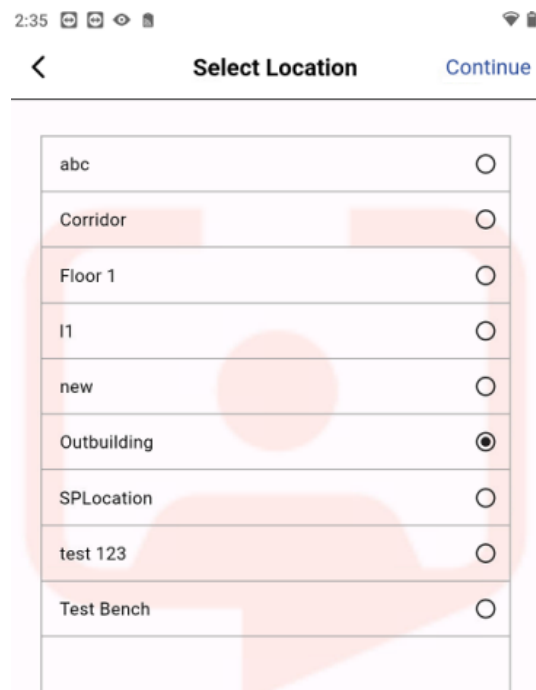 2:35
Select Location Continue
abc
Corridor
Floor 1
l1
new
Outbuilding
SPLocation
test 123
Test Bench